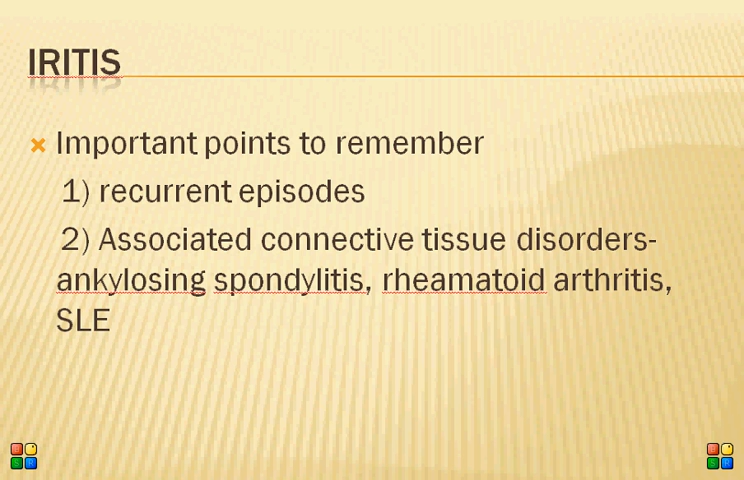 IRITIS
Important points to remember
1) recurrent episodes
2) Associated connective tissue disorders-
ankylosing spondylitis, rheamatoid arthritis,
SLE